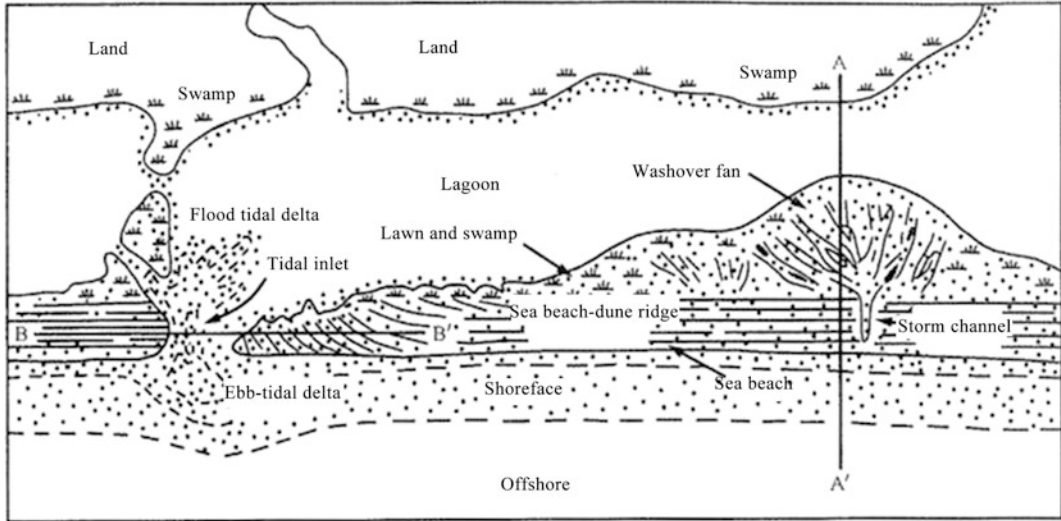 Land
Land
A
Swamp
Swamp
Washover fan
Lagoon
Flood tidal delta
Lawn and swamp
Tidal inlet
Sea beach-dune ridge
B
B′
Storm channel
Sea beach
Ebb-tidal delta
Shoreface
Offshore
A′